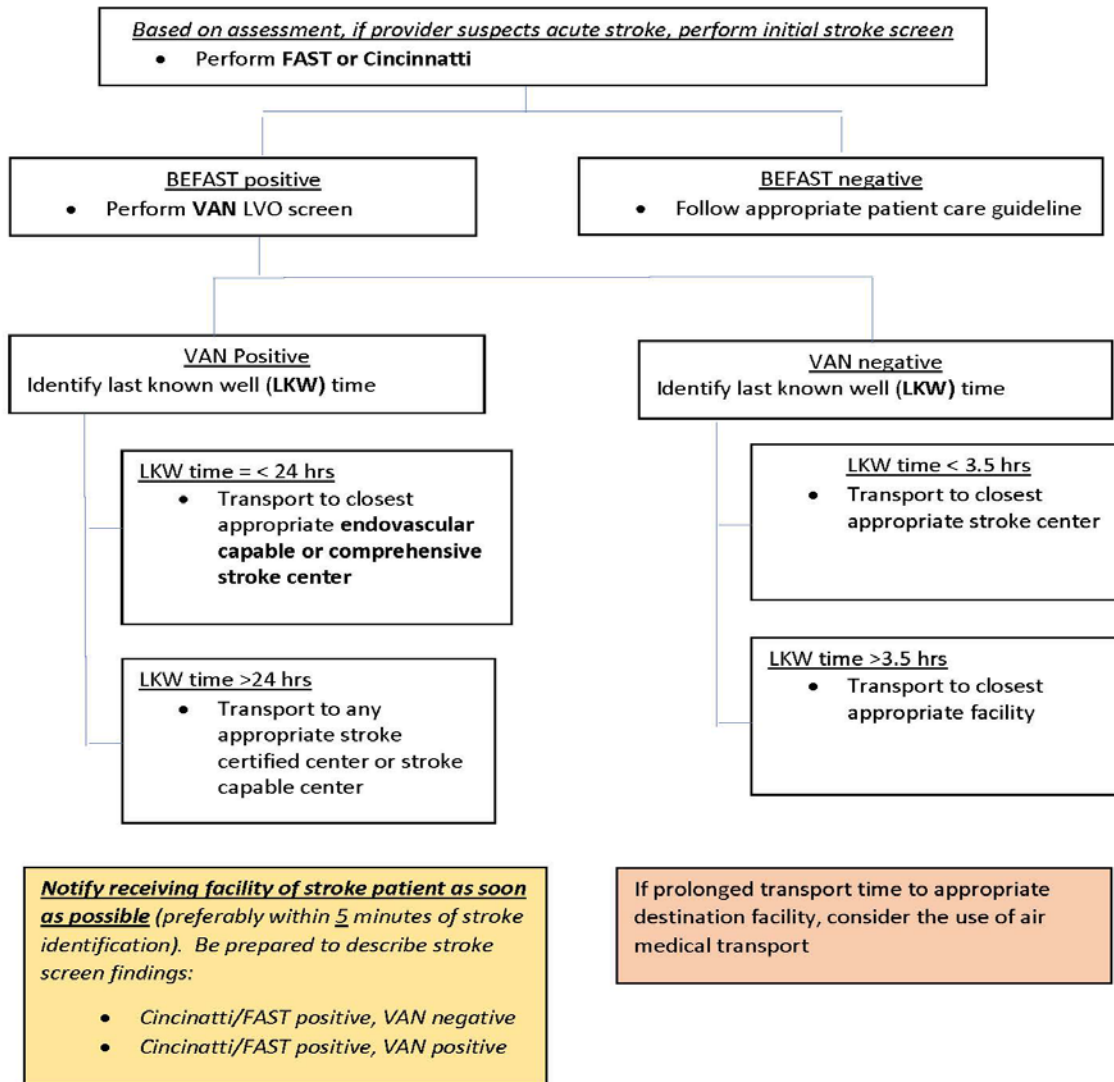 Based on assessment, if provider suspects acute stroke, perform initial stroke screen
• Perform FAST or Cincinnatti
BEFAST positive
• Perform VAN LVO screen
BEFAST negative
• Follow appropriate patient care guideline
VAN Positive
Identify last known well (LKW) time
VAN negative
Identify last known well (LKW) time
LKW time = < 24 hrs
• Transport to closest
appropriate endovascular
capable or comprehensive
stroke center
LKW time < 3.5 hrs
• Transport to closest
appropriate stroke center
LKW time >24 hrs
• Transport to any
appropriate stroke
certified center or stroke
capable center
LKW time >3.5 hrs
• Transport to closest
appropriate facility
Notify receiving facility of stroke patient as soon
as possible (preferably within 5 minutes of stroke
identification). Be prepared to describe stroke
screen findings:
• Cincinatti/FAST positive, VAN negative
• Cincinatti/FAST positive, VAN positive
If prolonged transport time to appropriate
destination facility, consider the use of air
medical transport